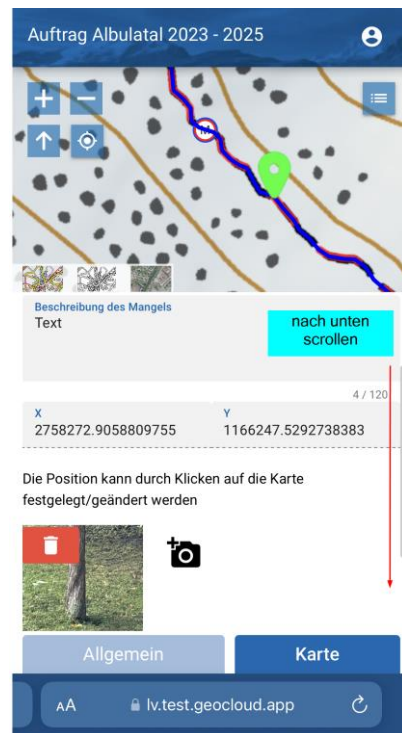 Auftrag Albulatal 2023 - 2025
Beschreibung des Mangels
Text
nach unten
scrollen
4 / 120
X
2758272.9058809755
Y
1166247.5292738383
Die Position kann durch Klicken auf die Karte
festgelegt/geändert werden
Allgemein
Karte
AA
lv.test.geocloud.app